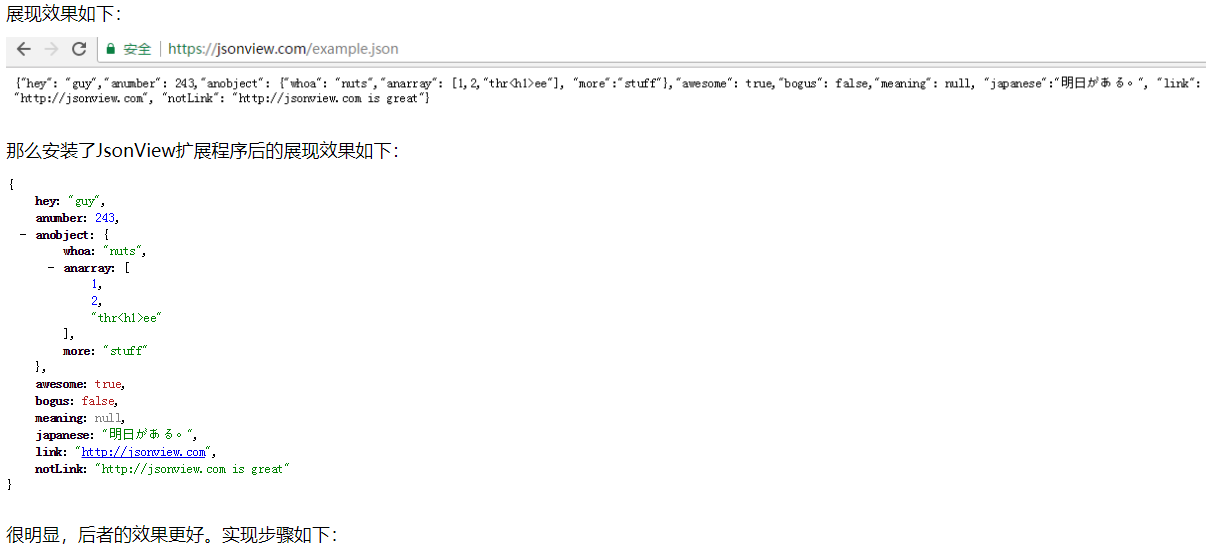 展现效果如下：
安全 | https://jsonview.com/example.json
{"hey": "guy","anumber": 243,"anobject": {"whoa": "nuts","anarray": [1,2,"thr<h1>ee"], "more":"stuff"},"awesome": true,"bogus": false,"meaning": null, "japanese":"明日がある。", "link":
"http://jsonview.com", "notLink": "http://jsonview.com is great"}
那么安装了JsonView扩展程序后的展现效果如下：
{
hey: "guy",
anumber: 243,
- anobject: {
whoa: "nuts",
- anarray: [
1,
2,
"thr<h1>ee"
],
more: "stuff"
},
awesome: true,
bogus: false,
meaning: null,
japanese: "明日がある。",
link: "http://jsonview.com",
notLink: "http://jsonview.com is great"
}
很明显，后者的效果更好。实现步骤如下：